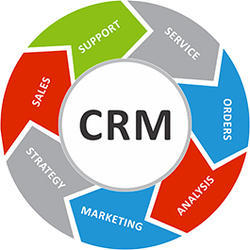 SUPPORT
SERVICE
ORDERS
ANALYSIS
MARKETING
STRATEGY
SALES
CRM